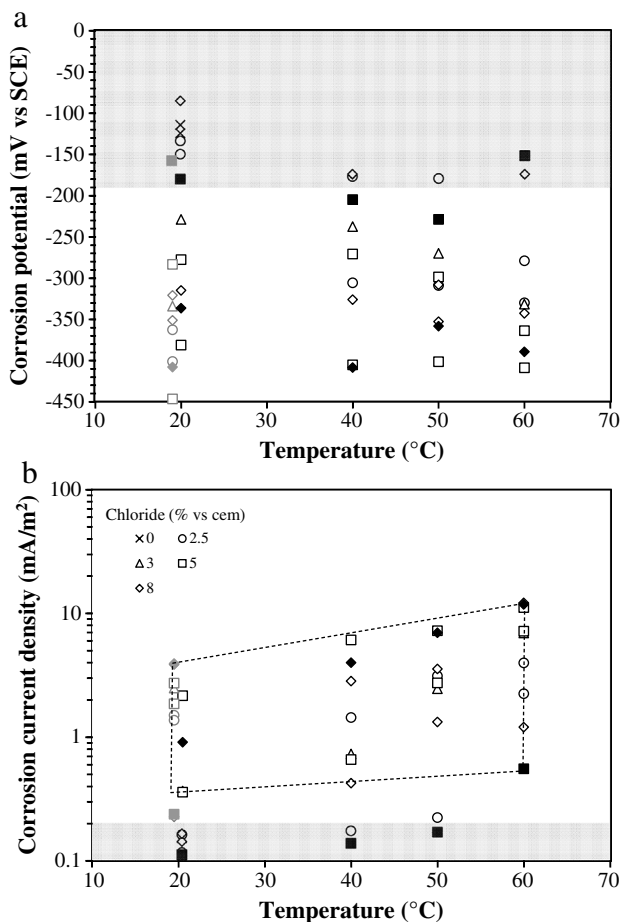 a
0
-50
-100
-150
-200
-250
-300
-350
-400
-450
Corrosion potential (mV vs SCE)
10 20 30 40 50 60 70
Temperature (°C)
b
100
10
1
0.1
Corrosion current density (mA/m²)
Chloride (% vs cem)
0 2.5
3 5
8
10 20 30 40 50 60 70
Temperature (°C)